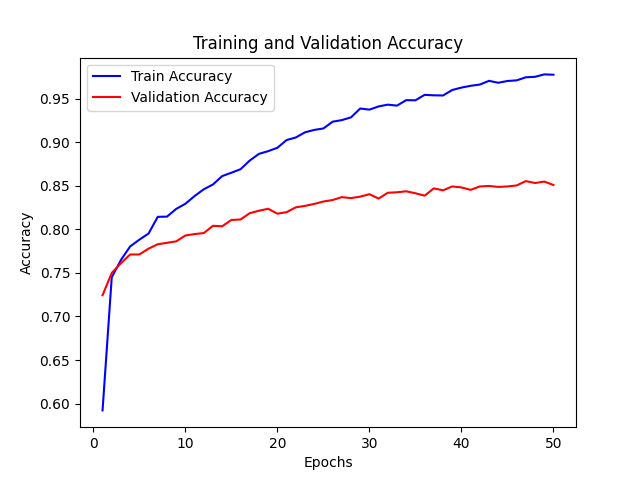 Training and Validation Accuracy
Train Accuracy
Validation Accuracy
Accuracy
0.95
0.90
0.85
0.80
0.75
0.70
0.65
0.60
0 10 20 30 40 50
Epochs